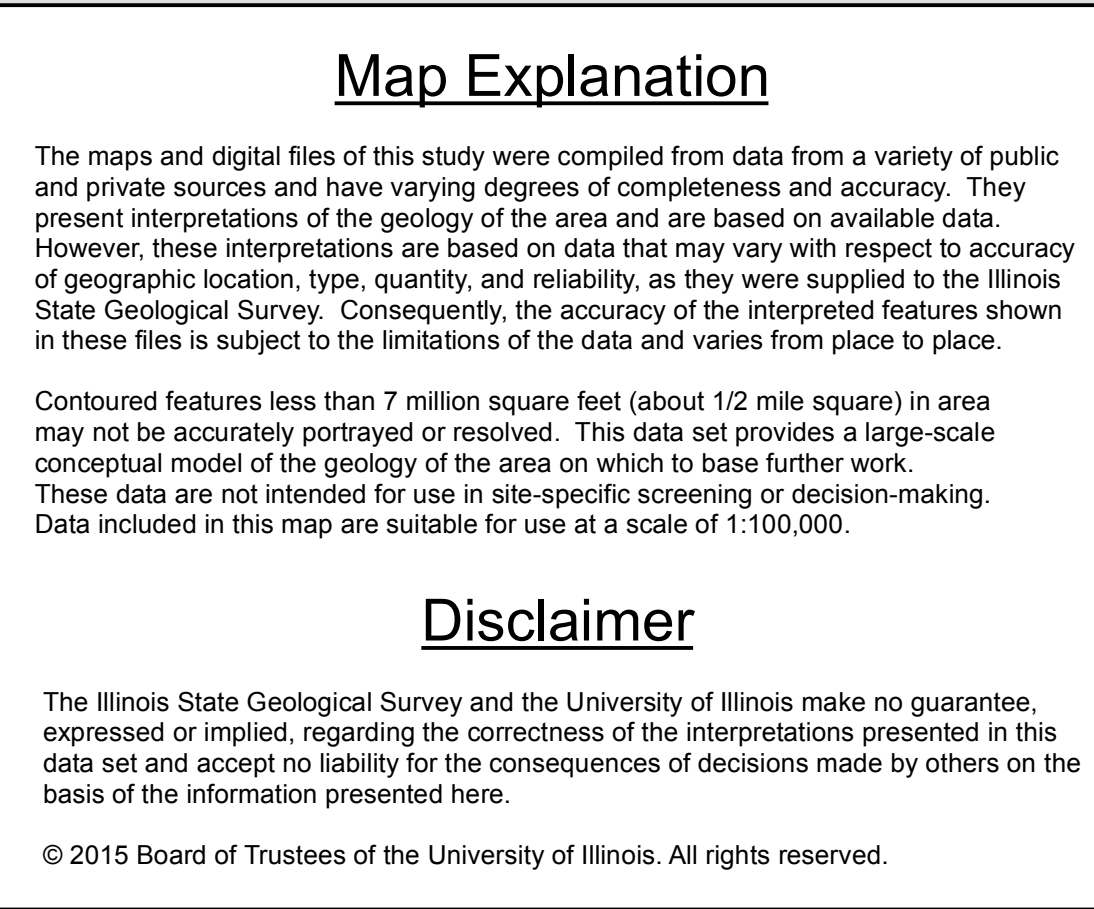 Map Explanation
The maps and digital files of this study were compiled from data from a variety of public
and private sources and have varying degrees of completeness and accuracy.  They
present interpretations of the geology of the area and are based on available data.
However, these interpretations are based on data that may vary with respect to accuracy
of geographic location, type, quantity, and reliability, as they were supplied to the Illinois
State Geological Survey.  Consequently, the accuracy of the interpreted features shown
in these files is subject to the limitations of the data and varies from place to place.
Contoured features less than 7 million square feet (about 1/2 mile square) in area
may not be accurately portrayed or resolved.  This data set provides a large-scale
conceptual model of the geology of the area on which to base further work.
These data are not intended for use in site-specific screening or decision-making.
Data included in this map are suitable for use at a scale of 1:100,000.
Disclaimer
The Illinois State Geological Survey and the University of Illinois make no guarantee,
expressed or implied, regarding the correctness of the interpretations presented in this
data set and accept no liability for the consequences of decisions made by others on the
basis of the information presented here.
© 2015 Board of Trustees of the University of Illinois. All rights reserved.